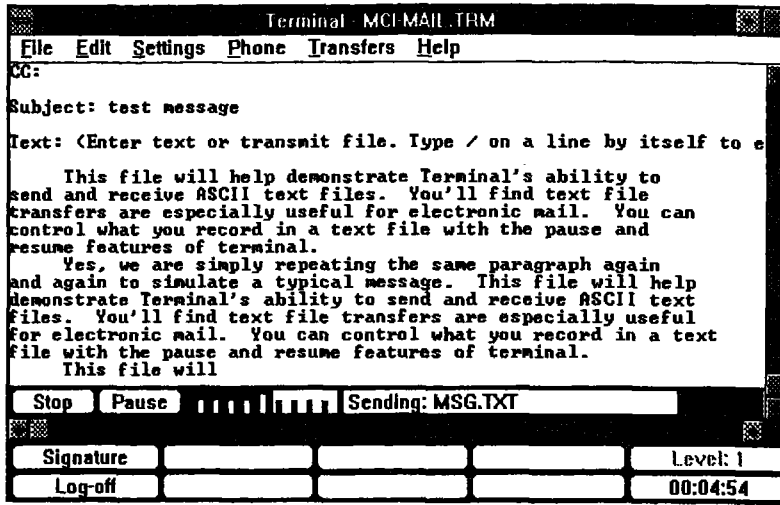 Terminal - MCI-MAIL.TRM
File Edit Settings Phone Transfers Help
CC:
Subject: test message
Text: (Enter text or transmit file. Type / on a line by itself to e
This file will help demonstrate Terminal's ability to
send and receive ASCII text files. You'll find text file
transfers are especially useful for electronic mail. You can
control what you record in a text file with the pause and
resume features of terminal.
Yes, we are simply repeating the same paragraph again
and again to simulate a typical message. This file will help
demonstrate Terminal's ability to send and receive ASCII text
files. You'll find text file transfers are especially useful
for electronic mail. You can control what you record in a text
file with the pause and resume features of terminal.
This file will
Stop Pause Sending: MSG.TXT
Signature Level: 1
Log-off 00:04:54